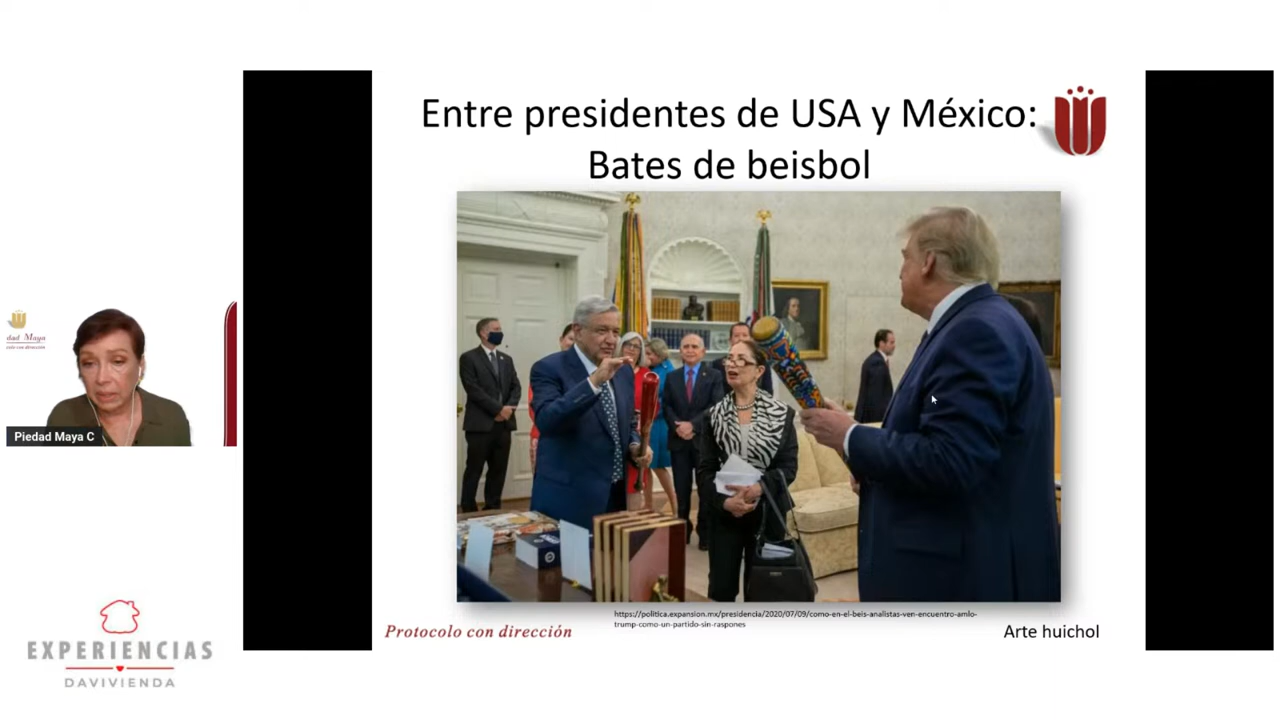 Entre presidentes de USA y México:
Bates de beisbol
dad Maya
Piedad Maya C
https://politica.expansion.mx/presidencia/2020/07/09/como-en-el-beis-analistas-ven-encuentro-amlo-
trump-como-un-partido-sin-raspones
Protocolo con dirección
Arte huichol
EXPERIENCIAS
DAVIVIENDA